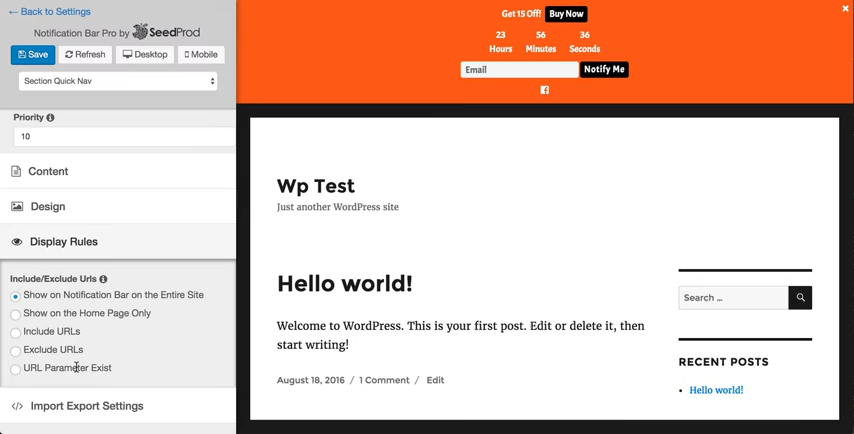 ← Back to Settings
Notification Bar Pro by SeedProd
Save Refresh Desktop Mobile
Section Quick Nav
Priority
10
Content
Design
Display Rules
Include/Exclude Urls
Show on Notification Bar on the Entire Site
Show on the Home Page Only
Include URLs
Exclude URLs
URL Parameter Exist
Import Export Settings
Get 15 Off! Buy Now
23 56 36
Hours Minutes Seconds
Email Notify Me
Wp Test
Just another WordPress site
Hello world!
Welcome to WordPress. This is your first post. Edit or delete it, then
start writing!
August 18, 2016 / 1 Comment / Edit
Search ...
RECENT POSTS
Hello world!